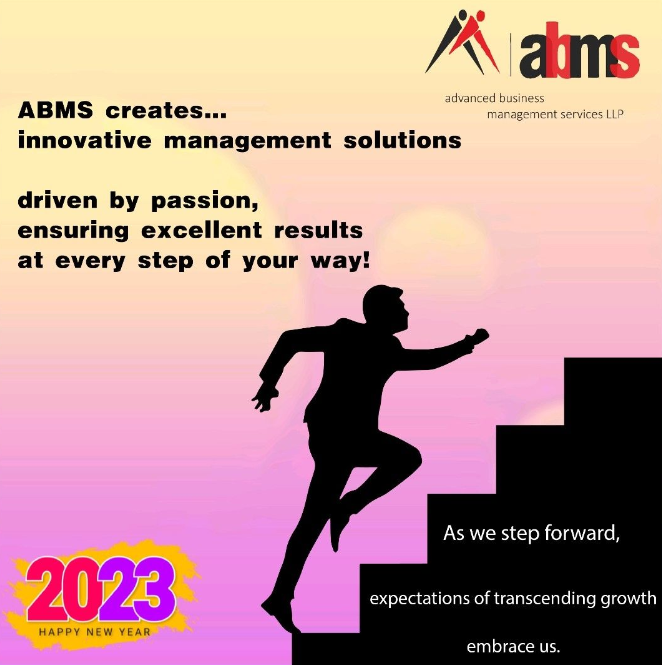 abms
advanced business
management services LLP
ABMS creates...
innovative management solutions
driven by passion,
ensuring excellent results
at every step of your way!
As we step forward,
expectations of transcending growth
embrace us.
2023
HAPPY NEW YEAR